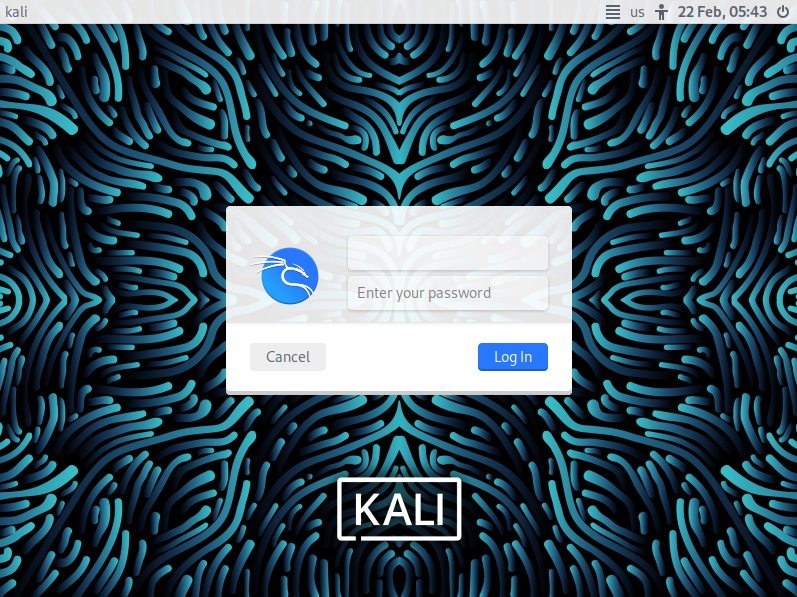 kali us 22 Feb, 05:43
Enter your password
Cancel Log In
KALI